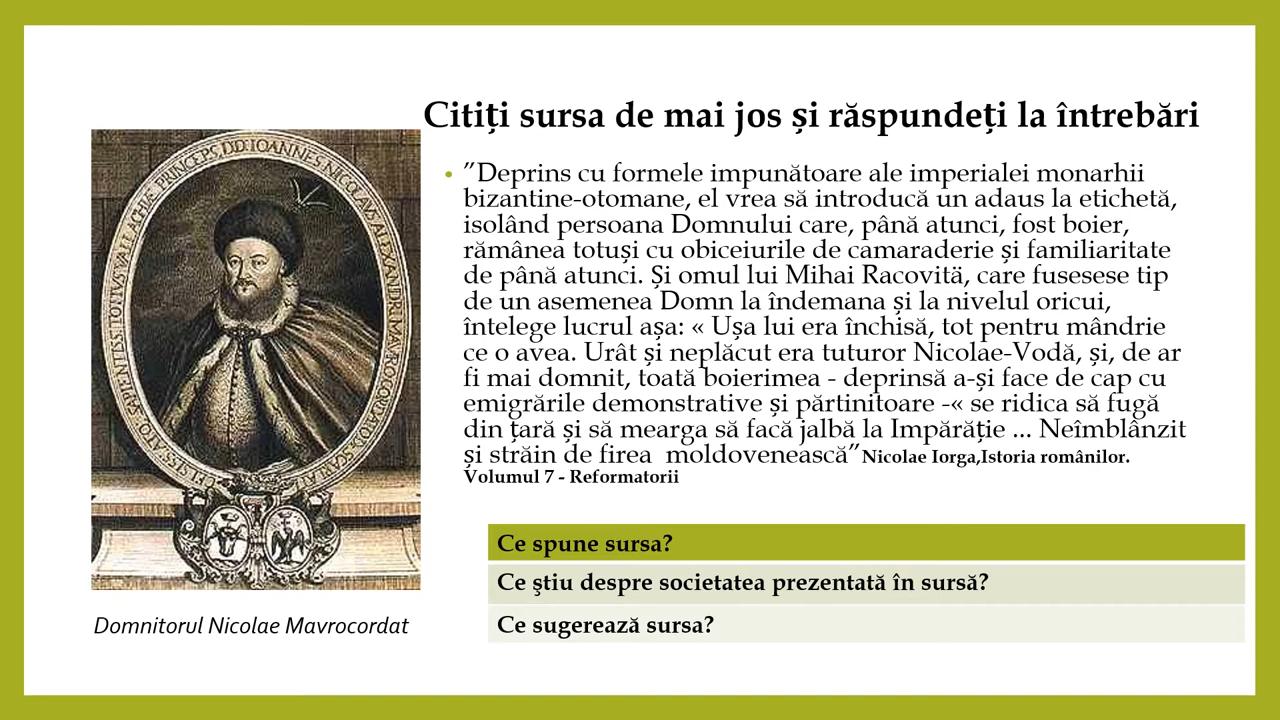 Citiți sursa de mai jos și răspundeți la întrebări
• ”Deprins cu formele impunătoare ale imperialei monarhii
bizantine-otomane, el vrea să introducă un adaus la etichetă,
isolând persoana Domnului care, până atunci, fost boier,
rămânea totuși cu obiceiurile de camaraderie și familiaritate
de până atunci. Și omul lui Mihai Racovitä, care fusesese tip
de un asemenea Domn la îndemana și la nivelul oricui,
întelege lucrul așa: « Ușa lui era închisă, tot pentru mândrie
ce o avea. Urât și neplăcut era tuturor Nicolae-Vodă, și, de ar
fi mai domnit, toată boierimea - deprinsă a-și face de cap cu
emigrările demonstrative și părtinitoare -« se ridica să fugă
din țară și să mearga să facă jalbă la Impărăție ... Neîmblânzit
și străin de firea moldovenească”Nicolae Iorga,Istoria românilor.
Volumul 7 - Reformatorii
Ce spune sursa?
Ce ştiu despre societatea prezentată în sursă?
Ce sugerează sursa?
PRINCEPS D.D. IOANNES NICOLAVS ALEXANDRI MAVROCORDATOS
Domnitorul Nicolae Mavrocordat